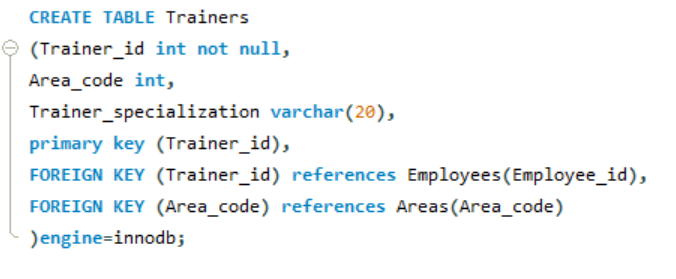 CREATE TABLE Trainers
(Trainer_id int not null,
Area_code int,
Trainer_specialization varchar(20),
primary key (Trainer_id),
FOREIGN KEY (Trainer_id) references Employees(Employee_id),
FOREIGN KEY (Area_code) references Areas(Area_code)
)engine=innodb;